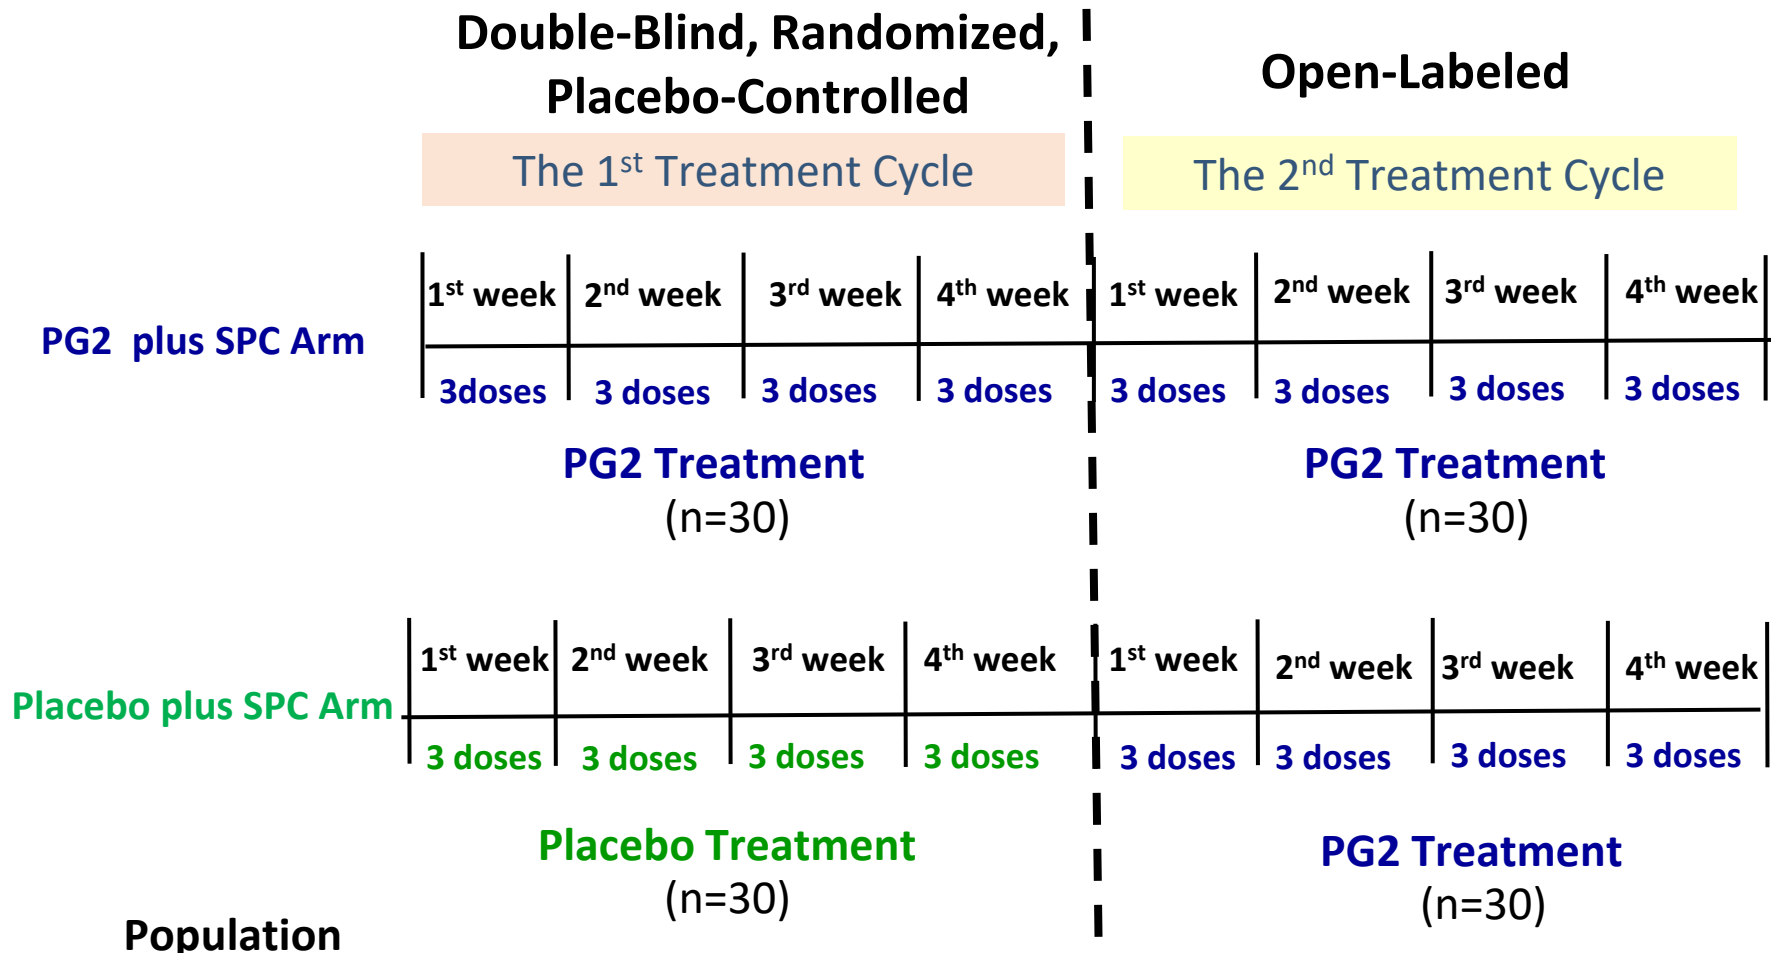 Double-Blind, Randomized,
Placebo-Controlled
Open-Labeled
The 1st Treatment Cycle
The 2nd Treatment Cycle
PG2 plus SPC Arm
1st week 2nd week 3rd week 4th week 1st week 2nd week 3rd week 4th week
3doses 3 doses 3 doses 3 doses 3 doses 3 doses 3 doses 3 doses
PG2 Treatment
(n=30)
PG2 Treatment
(n=30)
Placebo plus SPC Arm
1st week 2nd week 3rd week 4th week 1st week 2nd week 3rd week 4th week
3 doses 3 doses 3 doses 3 doses 3 doses 3 doses 3 doses 3 doses
Placebo Treatment
(n=30)
PG2 Treatment
(n=30)
Population